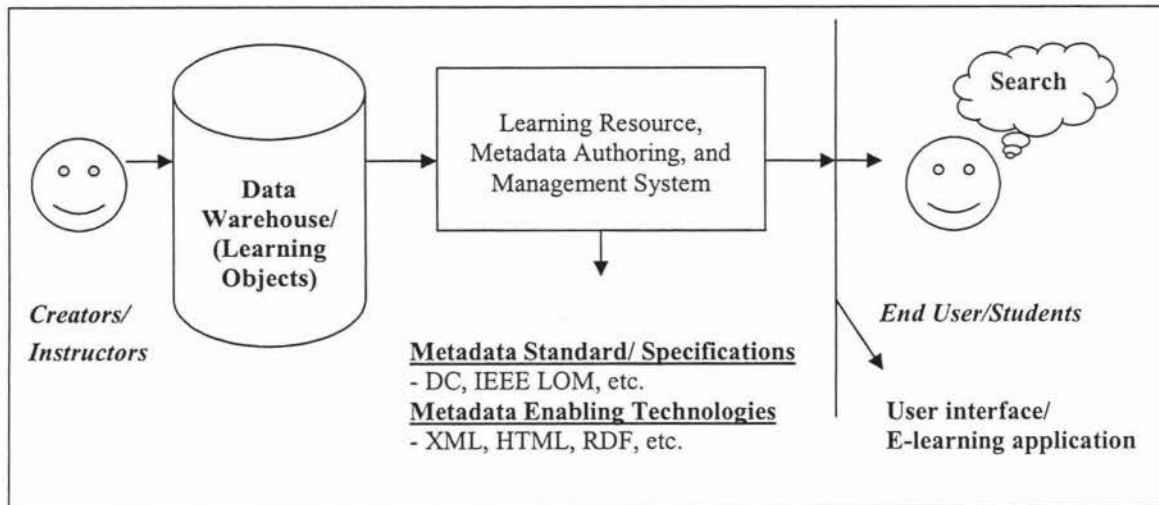 Creators/
Instructors
Data
Warehouse/
(Learning
Objects)
Learning Resource,
Metadata Authoring, and
Management System
Metadata Standard/ Specifications
- DC, IEEE LOM, etc.
Metadata Enabling Technologies
- XML, HTML, RDF, etc.
Search
End User/Students
User interface/
E-learning application